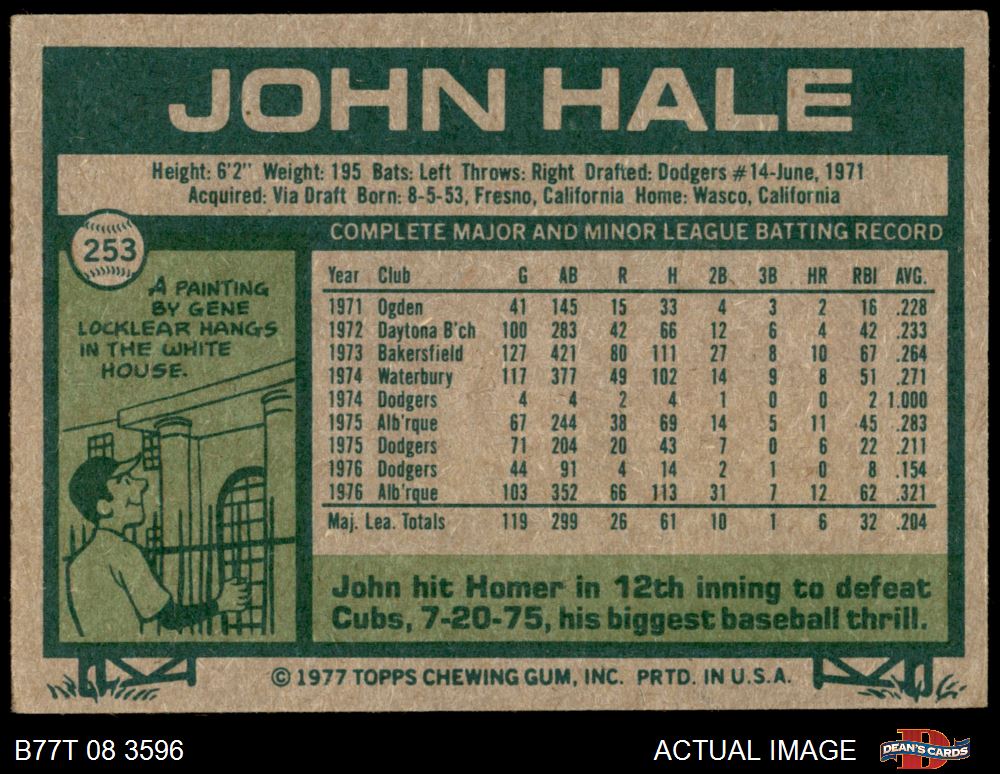 JOHN HALE
Height: 6'2" Weight: 195 Bats: Left Throws: Right Drafted: Dodgers #14-June, 1971
Acquired: Via Draft Born: 8-5-53, Fresno, California Home: Wasco, California
253
COMPLETE MAJOR AND MINOR LEAGUE BATTING RECORD
A PAINTING
BY GENE
LOCKLEAR HANGS
IN THE WHITE
HOUSE.
Year Club G AB R H 2B 3B HR RBI AVG.
1971 Ogden 41 145 15 33 4 3 2 16 .228
1972 Daytona B'ch 100 283 42 66 12 6 4 42 .233
1973 Bakersfield 127 421 80 111 27 8 10 67 .264
1974 Waterbury 117 377 49 102 14 9 8 51 .271
1974 Dodgers 4 4 2 4 1 0 0 2 1.000
1975 Alb'rque 67 244 38 69 14 5 11 45 .283
1975 Dodgers 71 204 20 43 7 0 6 22 .211
1976 Dodgers 44 91 4 14 2 1 0 8 .154
1976 Alb'rque 103 352 66 113 31 7 12 62 .321
Maj. Lea. Totals 119 299 26 61 10 1 6 32 .204
John hit Homer in 12th inning to defeat
Cubs, 7-20-75, his biggest baseball thrill.
© 1977 TOPPS CHEWING GUM, INC. PRTD. IN U.S.A.
B77T 08 3596
ACTUAL IMAGE
D
DEAN'S CARDS